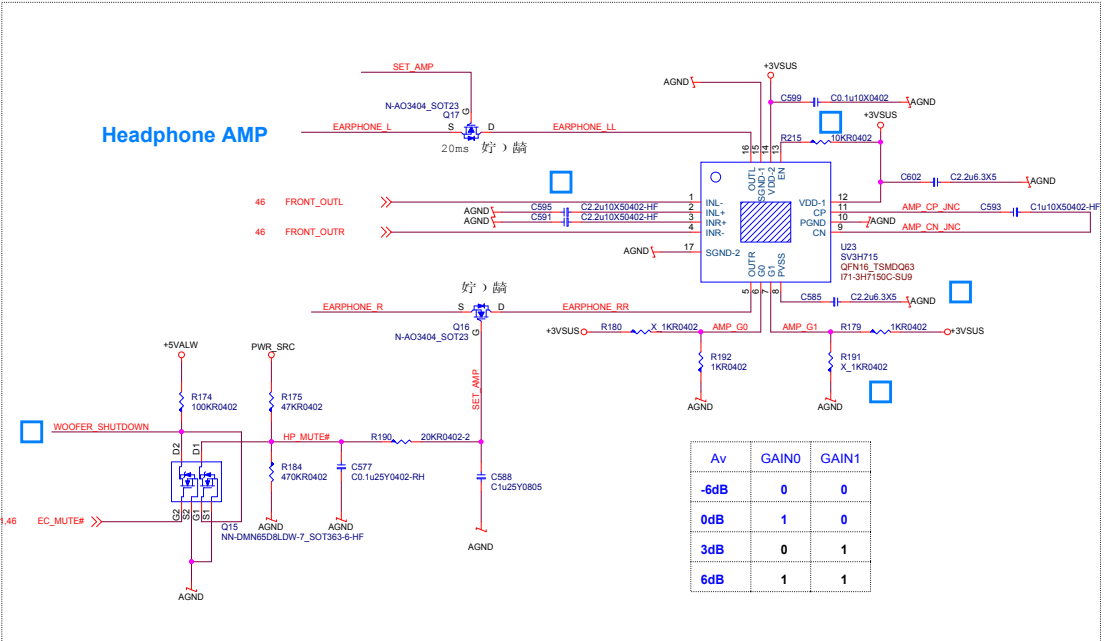 SET_AMP
+3VSUS
AGND
C599
C0.1u10X0402
AGND
N-AO3404_SOT23
Q17
G
+3VSUS
Headphone AMP
EARPHONE_L
S
D
EARPHONE_LL
R215
10KR0402
20ms 妤﹚齬
16
15
14
13
OUTL
SGND-1
VDD-2
EN
C602
C2.2u6.3X5
AGND
46
FRONT_OUTL
1
INL-
VDD-1
12
AGND
C595
C2.2u10X50402-HF
2
INL+
CP
11
AMP_CP_JNC
C593
C1u10X50402-HF
AGND
C591
C2.2u10X50402-HF
3
INR+
PGND
10
AGND
46
FRONT_OUTR
4
INR-
CN
9
AMP_CN_JNC
AGND
17
SGND-2
U23
SV3H715
QFN16_TSMDQ63
I71-3H7150C-SU9
OUTR
G0
G1
PVSS
5
6
7
8
妤﹚齬
C585
C2.2u6.3X5
AGND
EARPHONE_R
S
D
EARPHONE_RR
Q16
G
N-AO3404_SOT23
+3VSUS
R180
X_1KR0402
AMP_G0
AMP_G1
R179
1KR0402
+3VSUS
R192
1KR0402
R191
X_1KR0402
AGND
AGND
+5VALW
PWR_SRC
SET_AMP
R174
100KR0402
R175
47KR0402
WOOFER_SHUTDOWN
HP_MUTE#
R190
20KR0402-2
D2
D1
R184
470KR0402
C577
C0.1u25Y0402-RH
C588
C1u25Y0805
G2
S2
G1
S1
1,46
EC_MUTE#
AGND
AGND
Q15
NN-DMN65D8LDW-7_SOT363-6-HF
AGND
AGND
Av GAIN0 GAIN1
-6dB 0 0
0dB 1 0
3dB 0 1
6dB 1 1